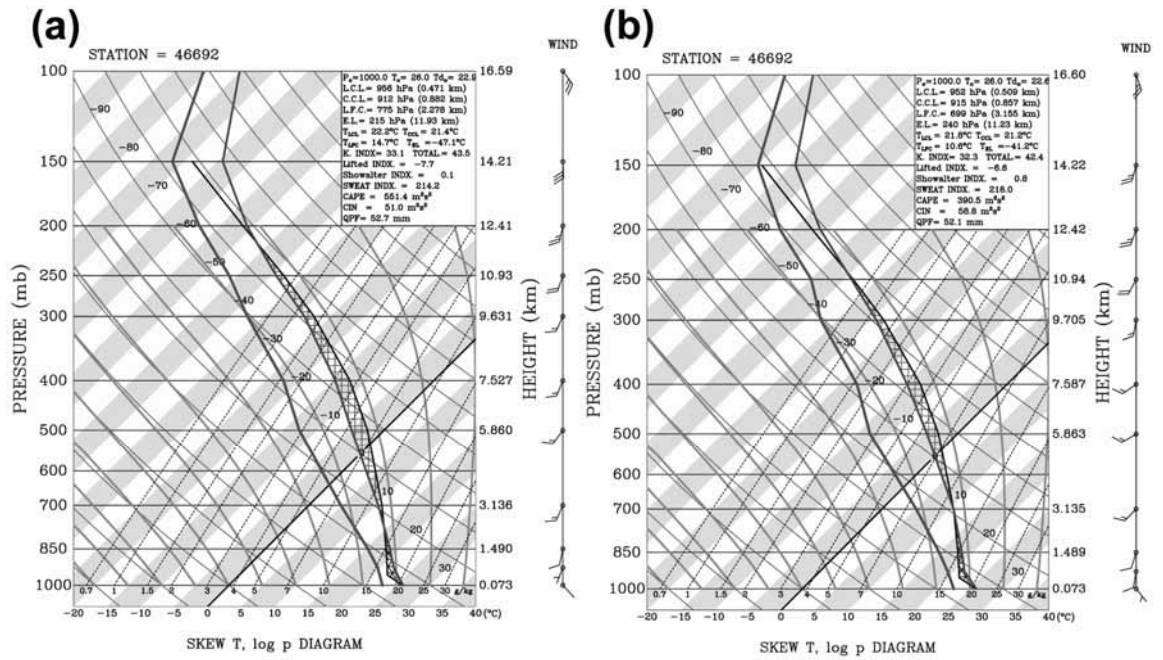 (a)
STATION = 46692
WIND
P_s=1000.0 T_s= 26.0 Td_s= 22.9
L.C.L.= 956 hPa (0.471 km)
C.C.L.= 912 hPa (0.882 km)
L.F.C.= 775 hPa (2.278 km)
E.L.= 215 hPa (11.93 km)
T_LCL= 22.2°C T_CCL= 21.4°C
T_LFC= 14.7°C T_EL= -47.1°C
K. INDX= 33.1 TOTAL= 43.5
Lifted INDX. = -7.7
Showalter INDX. = 0.1
SWEAT INDX. = 214.2
CAPE = 551.4 m²s²
CIN = 51.0 m²s²
QPF= 52.7 mm
PRESSURE (mb)
100
150
200
250
300
400
500
600
700
850
1000
HEIGHT (km)
16.59
14.21
12.41
10.93
9.631
7.527
5.860
3.136
1.490
0.073
-90
-80
-70
-60
-50
-40
-30
-20
-10
10
20
30
0.7 1 1.5 2 3 4 5 7 10 15 20 g/kg
-20 -15 -10 -5 0 5 10 15 20 25 30 35 40 (°C)
SKEW T, log p DIAGRAM
(b)
STATION = 46692
WIND
P_s=1000.0 T_s= 26.0 Td_s= 22.6
L.C.L.= 952 hPa (0.509 km)
C.C.L.= 915 hPa (0.857 km)
L.F.C.= 699 hPa (3.155 km)
E.L.= 240 hPa (11.23 km)
T_LCL= 21.8°C T_CCL= 21.2°C
T_LFC= 10.6°C T_EL= -41.2°C
K. INDX= 32.3 TOTAL= 42.4
Lifted INDX. = -6.6
Showalter INDX. = 0.8
SWEAT INDX. = 218.0
CAPE = 390.5 m²s²
CIN = 58.8 m²s²
QPF= 52.1 mm
PRESSURE (mb)
100
150
200
250
300
400
500
600
700
850
1000
HEIGHT (km)
16.60
14.22
12.42
10.94
9.705
7.587
5.863
3.135
1.489
0.073
-90
-80
-70
-60
-50
-40
-30
-20
-10
10
20
30
0.7 1 1.5 2 3 4 5 7 10 15 20 g/kg
-20 -15 -10 -5 0 5 10 15 20 25 30 35 40 (°C)
SKEW T, log p DIAGRAM